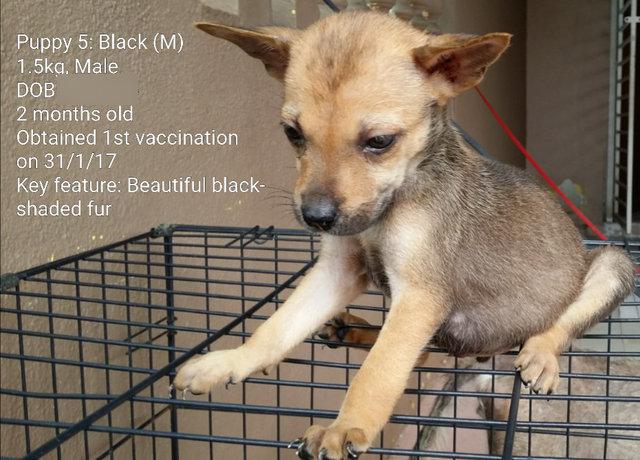 Puppy 5: Black (M)
1.5kg, Male
DOB
2 months old
Obtained 1st vaccination
on 31/1/17
Key feature: Beautiful black-
shaded fur